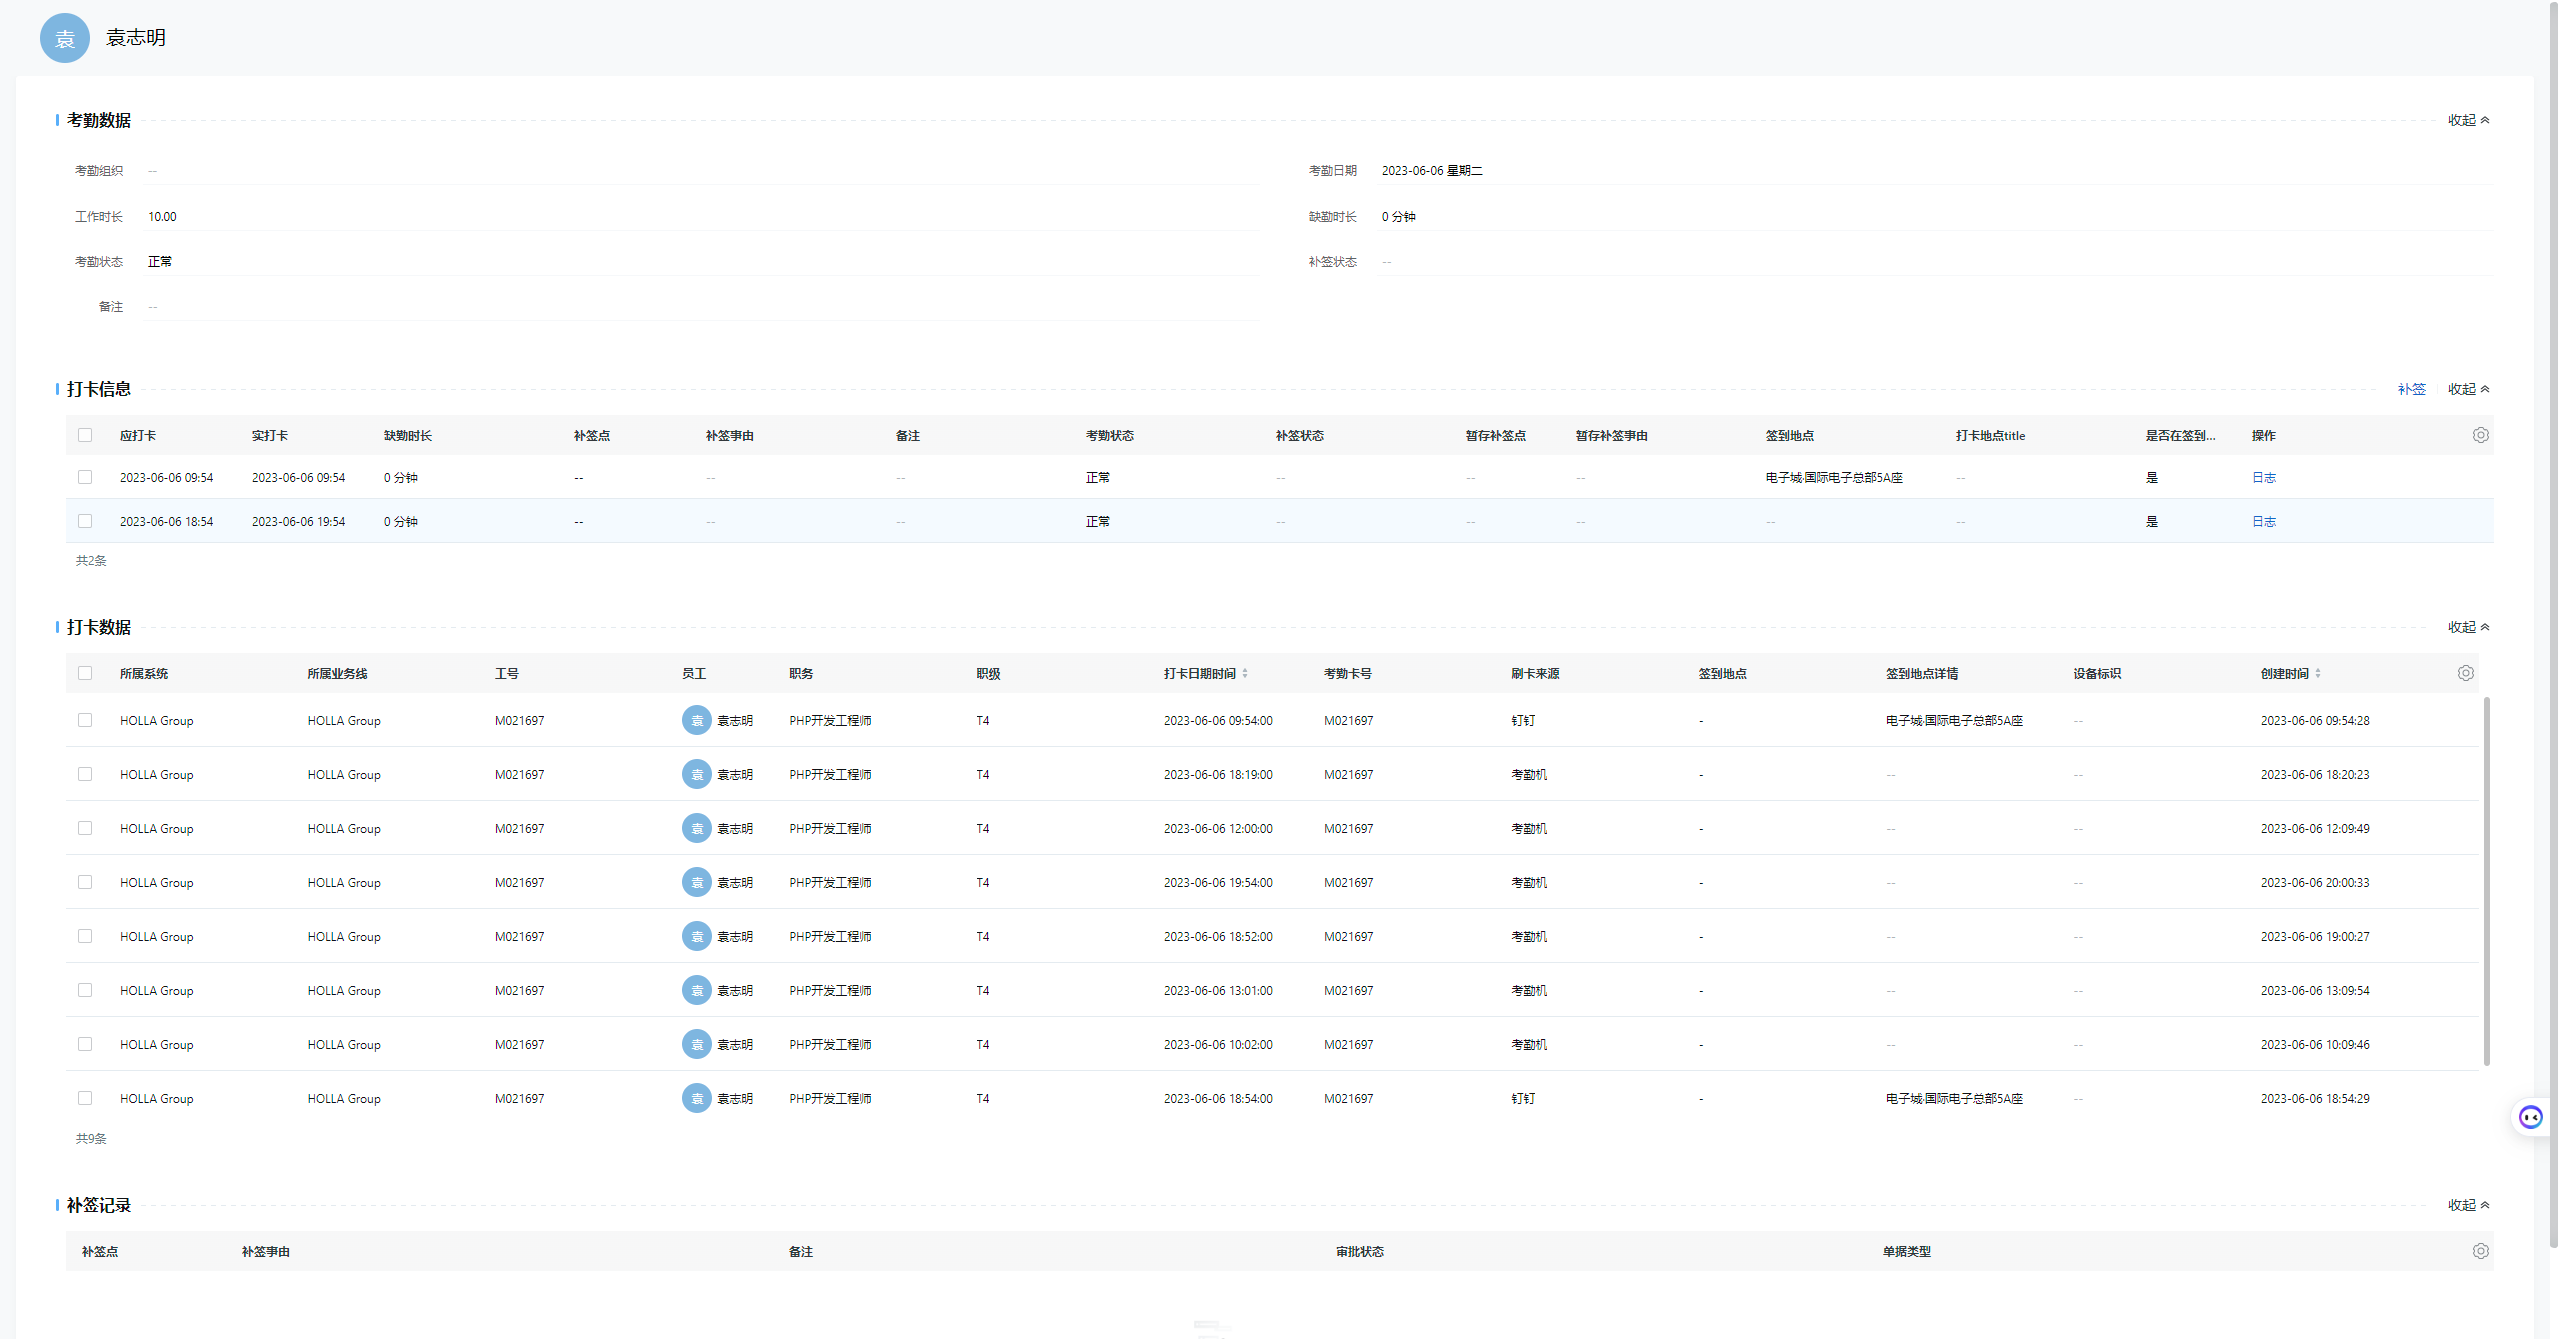 袁 袁志明
考勤数据 收起
考勤组织 -- 考勤日期 2023-06-06 星期二
工作时长 10.00 缺勤时长 0 分钟
考勤状态 正常 补签状态 --
备注 --
打卡信息 补签 收起
应打卡 实打卡 缺勤时长 补签点 补签事由 备注 考勤状态 补签状态 暂存补签点 暂存补签事由 签到地点 打卡地点title 是否在签到... 操作
2023-06-06 09:54 2023-06-06 09:54 0 分钟 -- -- -- 正常 -- -- -- 电子城·国际电子总部5A座 -- 是 日志
2023-06-06 18:54 2023-06-06 19:54 0 分钟 -- -- -- 正常 -- -- -- -- -- 是 日志
共2条
打卡数据 收起
所属系统 所属业务线 工号 员工 职务 职级 打卡日期时间 考勤卡号 刷卡来源 签到地点 签到地点详情 设备标识 创建时间
HOLLA Group HOLLA Group M021697 袁 袁志明 PHP开发工程师 T4 2023-06-06 09:54:00 M021697 钉钉 - 电子城·国际电子总部5A座 -- 2023-06-06 09:54:28
HOLLA Group HOLLA Group M021697 袁 袁志明 PHP开发工程师 T4 2023-06-06 18:19:00 M021697 考勤机 - -- -- 2023-06-06 18:20:23
HOLLA Group HOLLA Group M021697 袁 袁志明 PHP开发工程师 T4 2023-06-06 12:00:00 M021697 考勤机 - -- -- 2023-06-06 12:09:49
HOLLA Group HOLLA Group M021697 袁 袁志明 PHP开发工程师 T4 2023-06-06 19:54:00 M021697 考勤机 - -- -- 2023-06-06 20:00:33
HOLLA Group HOLLA Group M021697 袁 袁志明 PHP开发工程师 T4 2023-06-06 18:52:00 M021697 考勤机 - -- -- 2023-06-06 19:00:27
HOLLA Group HOLLA Group M021697 袁 袁志明 PHP开发工程师 T4 2023-06-06 13:01:00 M021697 考勤机 - -- -- 2023-06-06 13:09:54
HOLLA Group HOLLA Group M021697 袁 袁志明 PHP开发工程师 T4 2023-06-06 10:02:00 M021697 考勤机 - -- -- 2023-06-06 10:09:46
HOLLA Group HOLLA Group M021697 袁 袁志明 PHP开发工程师 T4 2023-06-06 18:54:00 M021697 钉钉 - 电子城·国际电子总部5A座 -- 2023-06-06 18:54:29
共9条
补签记录 收起
补签点 补签事由 备注 审批状态 单据类型